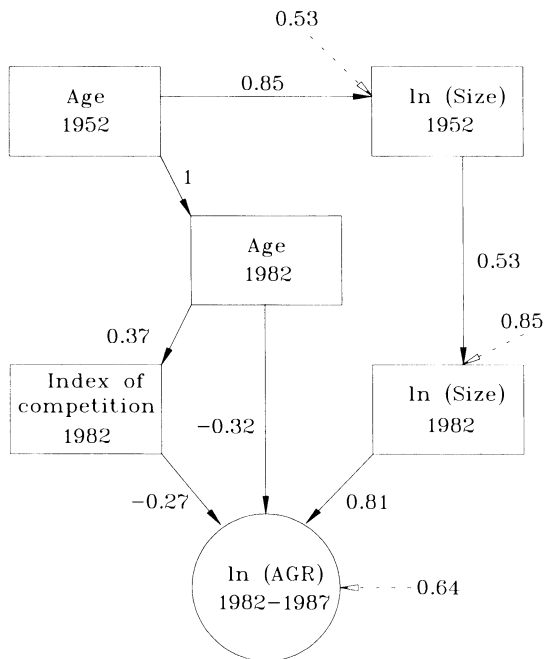 0.53
Age
1952
0.85
ln (Size)
1952
1
Age
1982
0.53
0.85
0.37
Index of
competition
1982
-0.32
ln (Size)
1982
-0.27
0.81
ln (AGR)
1982-1987
0.64